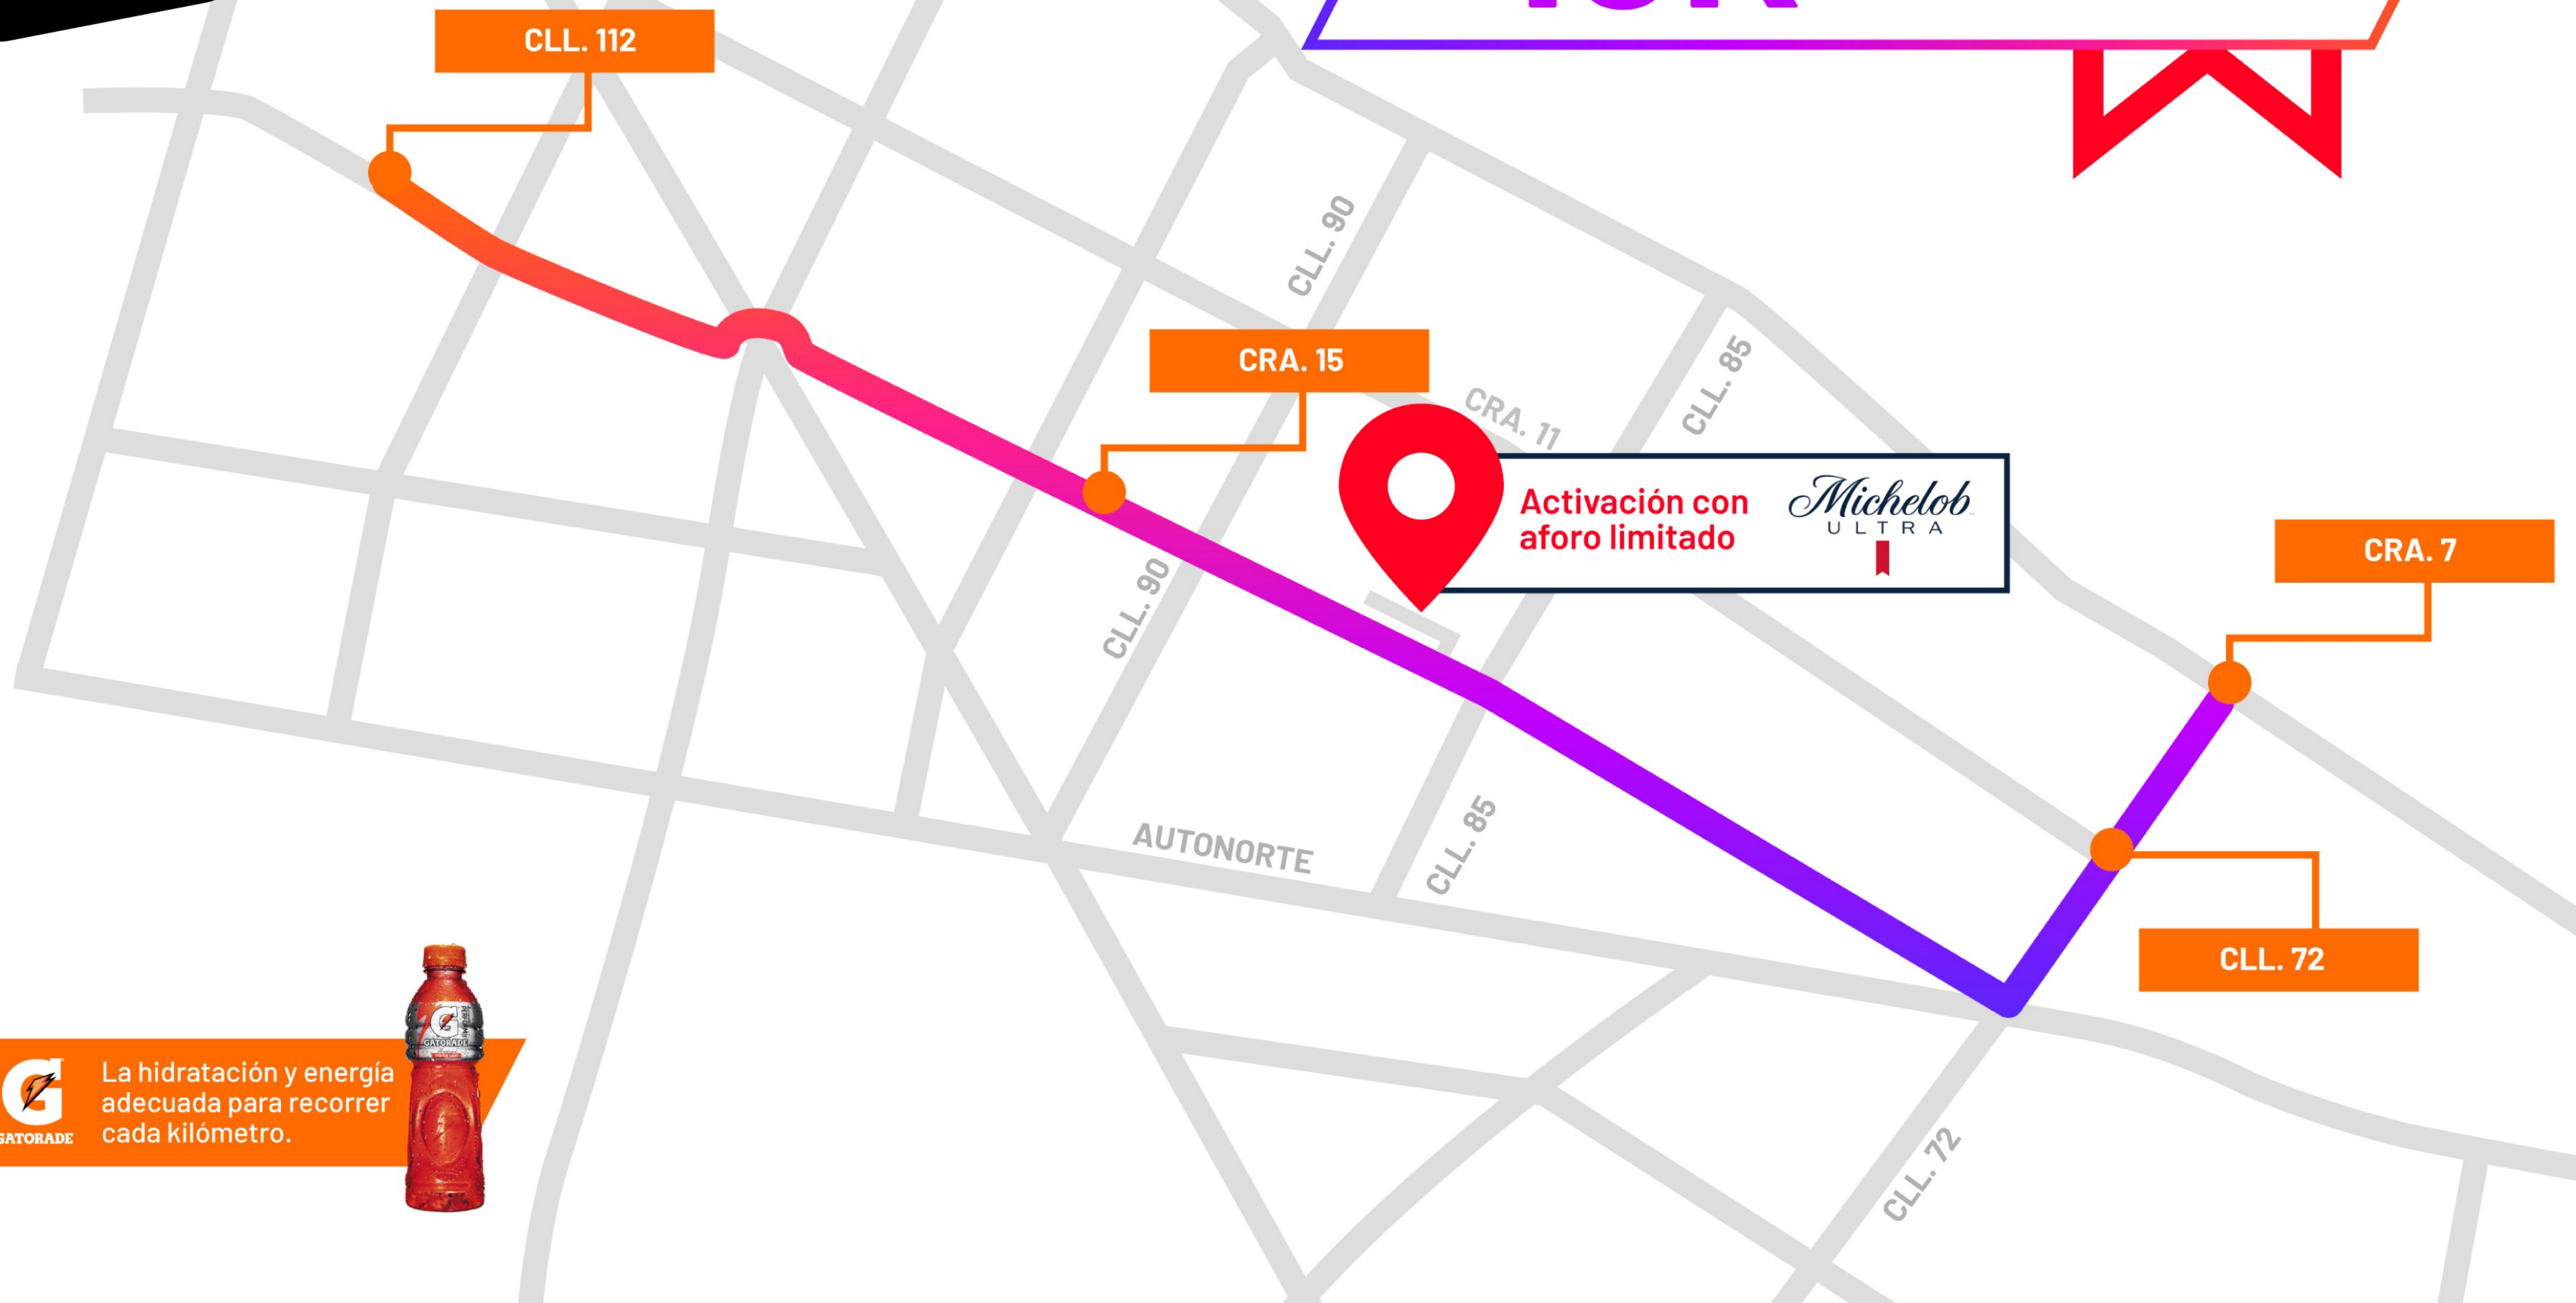 CLL. 112
CLL. 90
CRA. 15
CLL. 85
CRA. 11
Activación con
aforo limitado
Michelob
ULTRA
CRA. 7
CLL. 90
AUTONORTE
CLL. 85
CLL. 72
CLL. 72
GATORADE
La hidratación y energía
adecuada para recorrer
cada kilómetro.
G
GATORADE